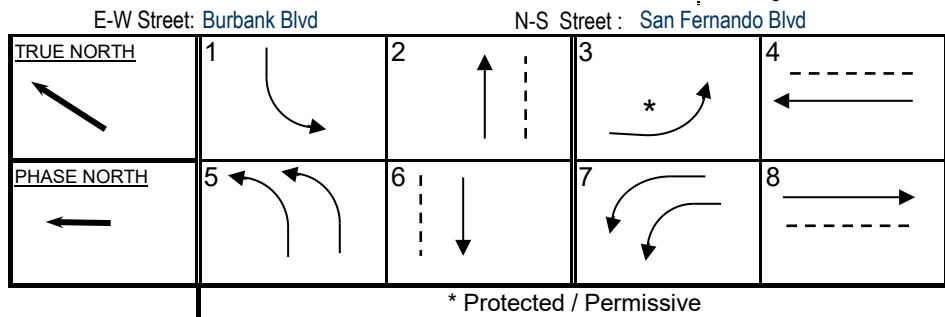 E-W Street: Burbank Blvd N-S Street : San Fernando Blvd
TRUE NORTH 1 2 3 4
*
PHASE NORTH 5 6 7 8
* Protected / Permissive